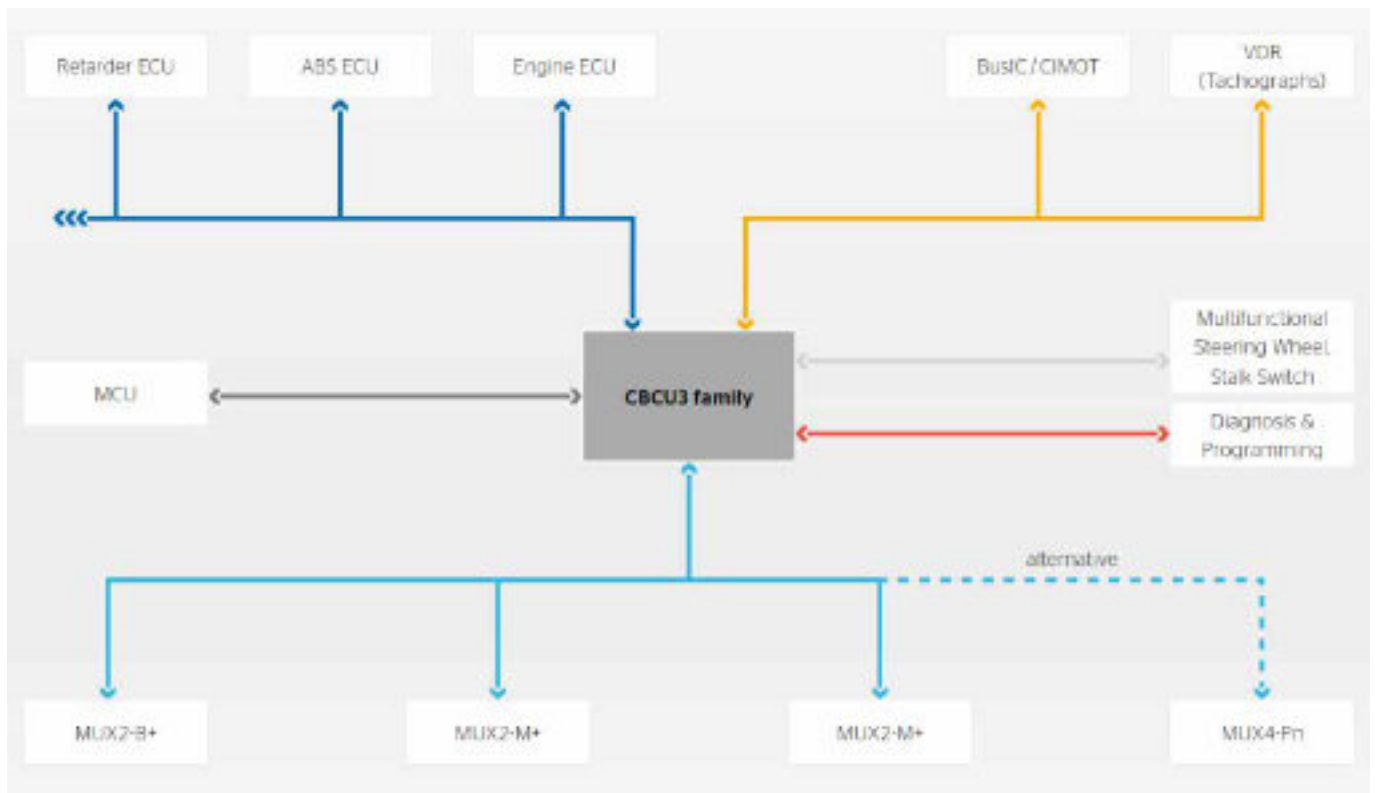 Retarder ECU
ABS ECU
Engine ECU
BusIC / CIMOT
VDR
(Tachographs)
Multifunctional
Steering Wheel
Stalk Switch
MCU
CBCU3 family
Diagnosis &
Programming
alternative
MUX2-B+
MUX2-M+
MUX2-M+
MUX4-Pn